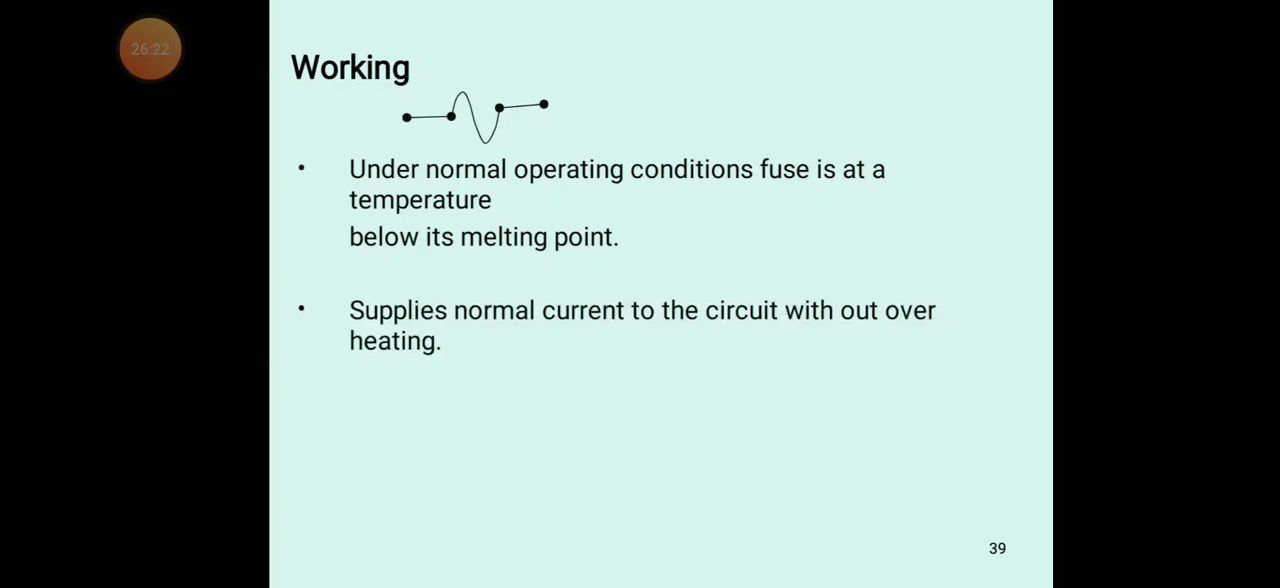 26:22
Working
• Under normal operating conditions fuse is at a
temperature
below its melting point.
• Supplies normal current to the circuit with out over
heating.
39